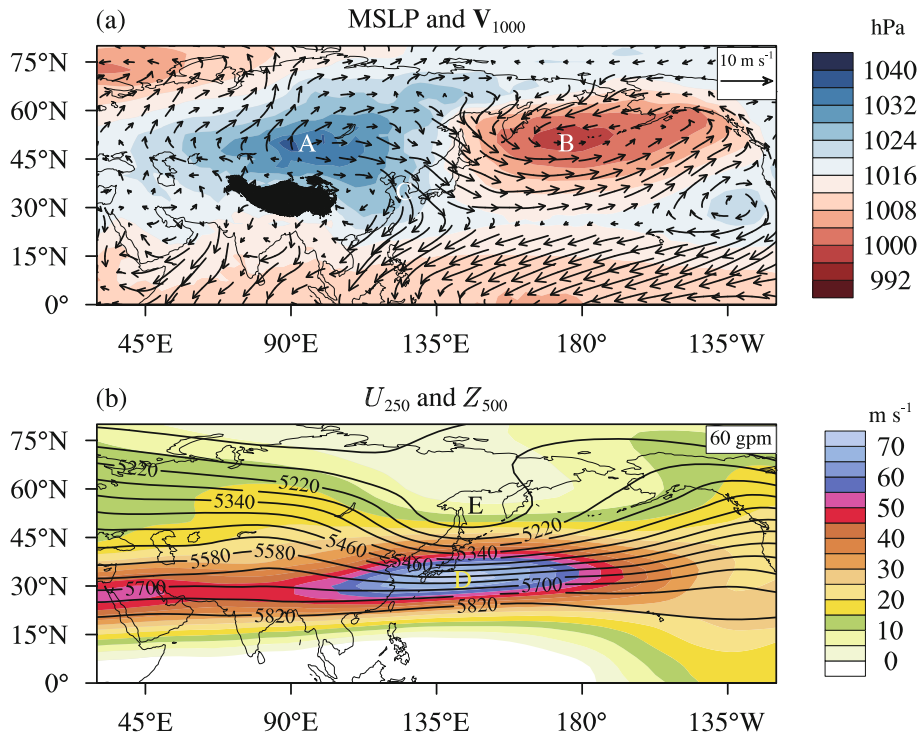 (a) MSLP and V1000 hPa
75°N
60°N
45°N
30°N
15°N
0°
10 m s-1
A
B
C
45°E 90°E 135°E 180° 135°W
1040
1032
1024
1016
1008
1000
992
(b) U250 and Z500 m s-1
75°N
60°N
45°N
30°N
15°N
0°
60 gpm
5220
5220
5340
E
5220
5580
5580
5460
5460
5340
D
5700
5700
5820
5820
45°E 90°E 135°E 180° 135°W
70
60
50
40
30
20
10
0